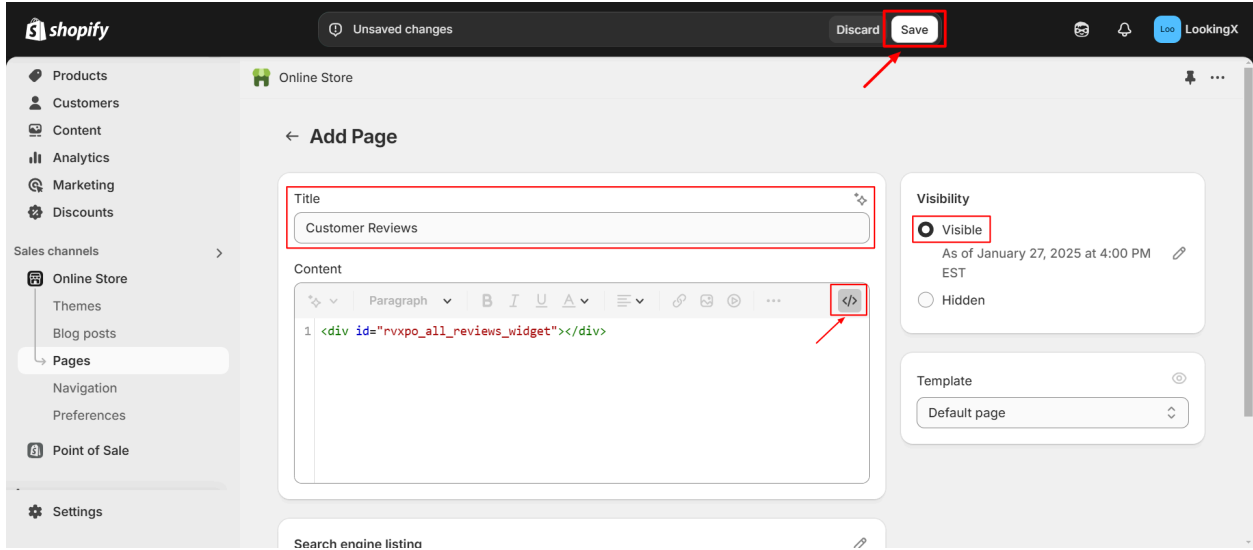 shopify
Unsaved changes
Discard
Save
Loo
LookingX
Products
Customers
Content
Analytics
Marketing
Discounts
Sales channels
Online Store
Themes
Blog posts
Pages
Navigation
Preferences
Point of Sale
Settings
Online Store
Add Page
Title
Customer Reviews
Content
Paragraph
B I U A
</>
1 <div id="rvxpo_all_reviews_widget"></div>
Search engine listing
Visibility
Visible
As of January 27, 2025 at 4:00 PM
EST
Hidden
Template
Default page